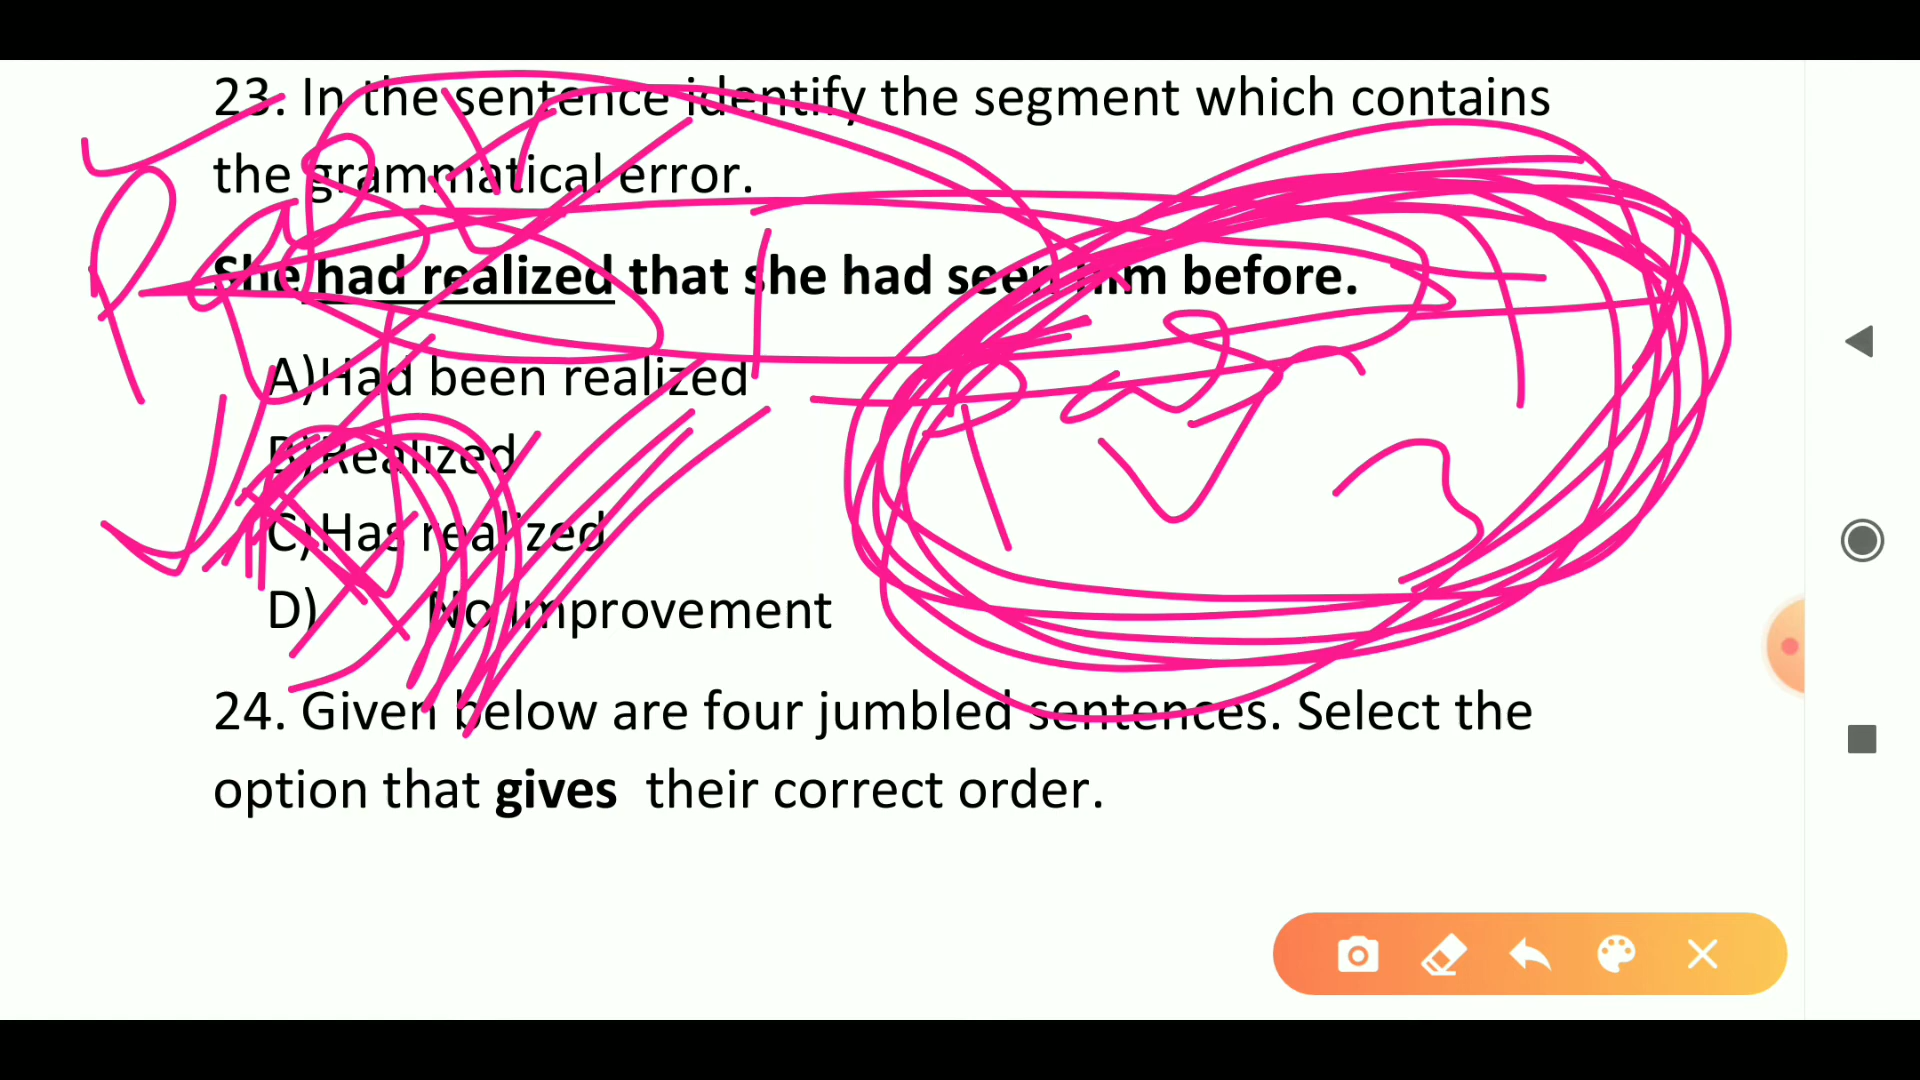 23. In the sentence identify the segment which contains
the grammatical error.
She had realized that she had seen him before.
A)Had been realized
B)Realized
C)Has realized
D) No improvement
24. Given below are four jumbled sentences. Select the
option that gives their correct order.